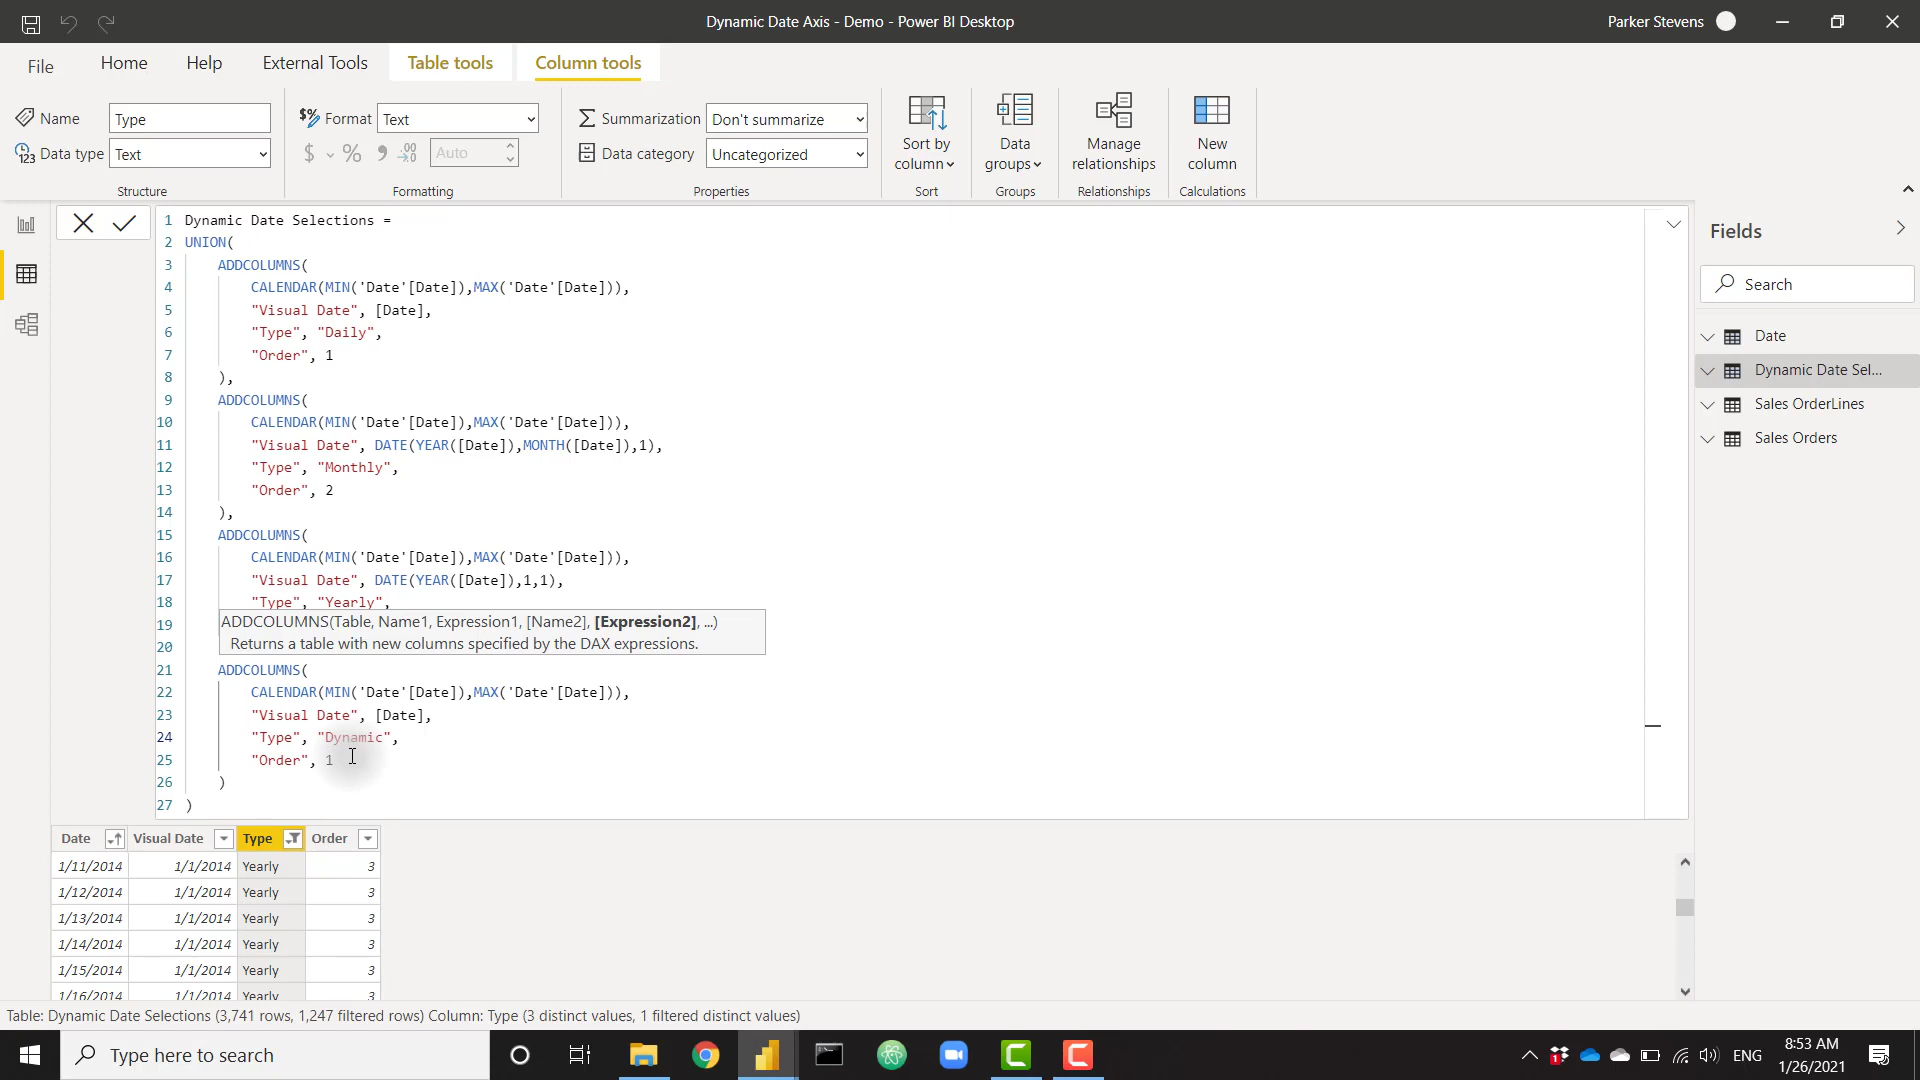 Dynamic Date Axis - Demo - Power BI Desktop
Parker Stevens
File
Home
Help
External Tools
Table tools
Column tools
Name
Type
Data type
Text
Structure
Format
Text
$
%
Auto
Formatting
Summarization
Don't summarize
Data category
Uncategorized
Properties
Sort by
column
Sort
Data
groups
Groups
Manage
relationships
Relationships
New
column
Calculations
1 Dynamic Date Selections =
2 UNION(
3 ADDCOLUMNS(
4 CALENDAR(MIN('Date'[Date]),MAX('Date'[Date])),
5 "Visual Date", [Date],
6 "Type", "Daily",
7 "Order", 1
8 ),
9 ADDCOLUMNS(
10 CALENDAR(MIN('Date'[Date]),MAX('Date'[Date])),
11 "Visual Date", DATE(YEAR([Date]),MONTH([Date]),1),
12 "Type", "Monthly",
13 "Order", 2
14 ),
15 ADDCOLUMNS(
16 CALENDAR(MIN('Date'[Date]),MAX('Date'[Date])),
17 "Visual Date", DATE(YEAR([Date]),1,1),
18 "Type", "Yearly",
19
20
ADDCOLUMNS(Table, Name1, Expression1, [Name2], [Expression2], ...)
Returns a table with new columns specified by the DAX expressions.
21 ADDCOLUMNS(
22 CALENDAR(MIN('Date'[Date]),MAX('Date'[Date])),
23 "Visual Date", [Date],
24 "Type", "Dynamic",
25 "Order", 1
26 )
27 )
Fields
Search
Date
Dynamic Date Sel...
Sales OrderLines
Sales Orders
Date Visual Date Type Order
1/11/2014 1/1/2014 Yearly 3
1/12/2014 1/1/2014 Yearly 3
1/13/2014 1/1/2014 Yearly 3
1/14/2014 1/1/2014 Yearly 3
1/15/2014 1/1/2014 Yearly 3
1/16/2014 1/1/2014 Yearly 3
Table: Dynamic Date Selections (3,741 rows, 1,247 filtered rows) Column: Type (3 distinct values, 1 filtered distinct values)
Type here to search
ENG
8:53 AM
1/26/2021